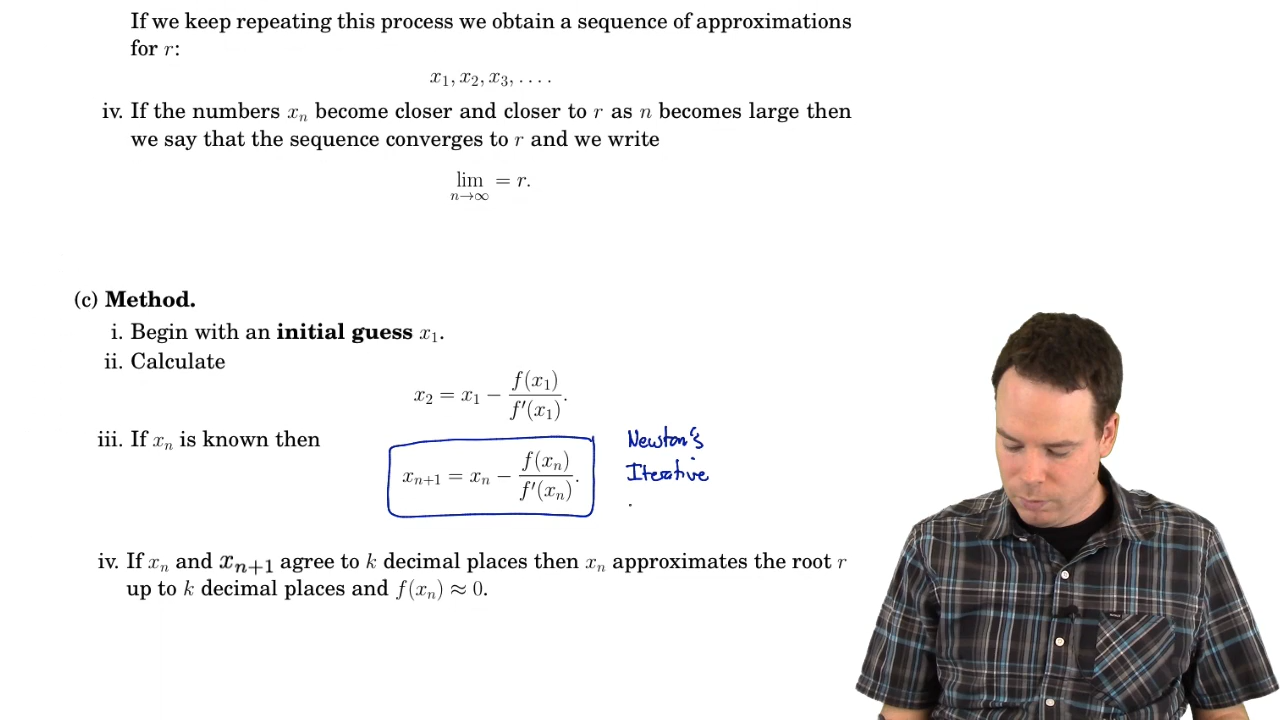 If we keep repeating this process we obtain a sequence of approximations
for r:
x₁, x₂, x₃, . . . .
iv. If the numbers xₙ become closer and closer to r as n becomes large then
we say that the sequence converges to r and we write
lim = r.
n→∞
(c) Method.
i. Begin with an initial guess x₁.
ii. Calculate
x₂ = x₁ − f(x₁)/f′(x₁).
iii. If xₙ is known then
xₙ₊₁ = xₙ − f(xₙ)/f′(xₙ).
Newton's
Iterative
iv. If xₙ and xₙ₊₁ agree to k decimal places then xₙ approximates the root r
up to k decimal places and f(xₙ) ≈ 0.